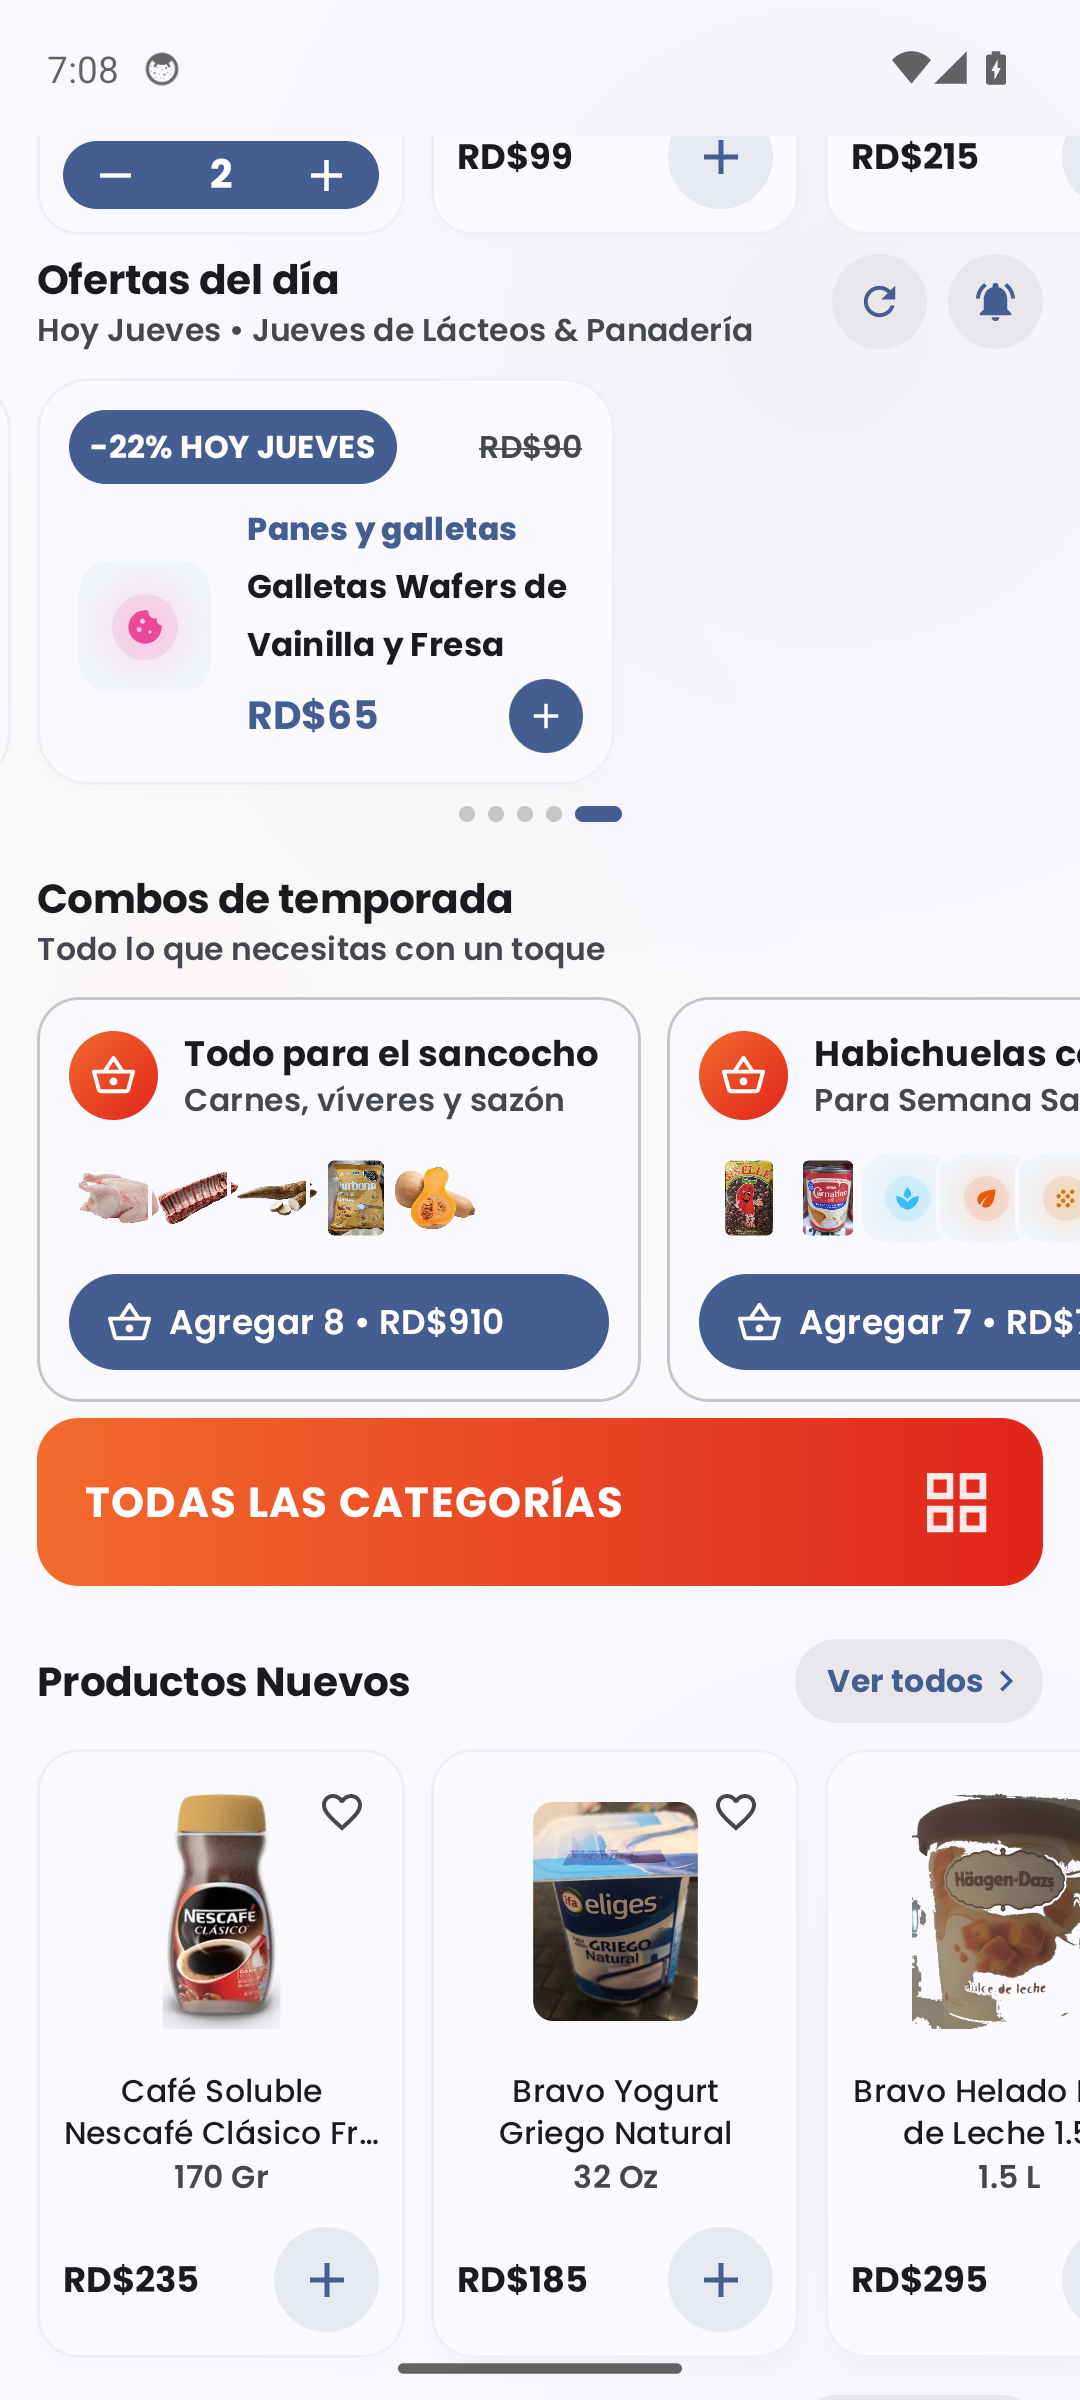 7:08
2
RD$99
RD$215
Ofertas del día
Hoy Jueves • Jueves de Lácteos & Panadería
-22% HOY JUEVES
RD$90
Panes y galletas
Galletas Wafers de
Vainilla y Fresa
RD$65
Combos de temporada
Todo lo que necesitas con un toque
Todo para el sancocho
Carnes, víveres y sazón
Agregar 8 • RD$910
Habichuelas co
Para Semana Sa
Agregar 7 • RD$7
TODAS LAS CATEGORÍAS
Productos Nuevos
Ver todos
NESCAFÉ
CLÁSICO
ifa eliges
GRIEGO
Natural
Häagen-Dazs
dulce de leche
Café Soluble
Nescafé Clásico Fr...
170 Gr
RD$235
Bravo Yogurt
Griego Natural
32 Oz
RD$185
Bravo Helado
de Leche 1.5
1.5 L
RD$295